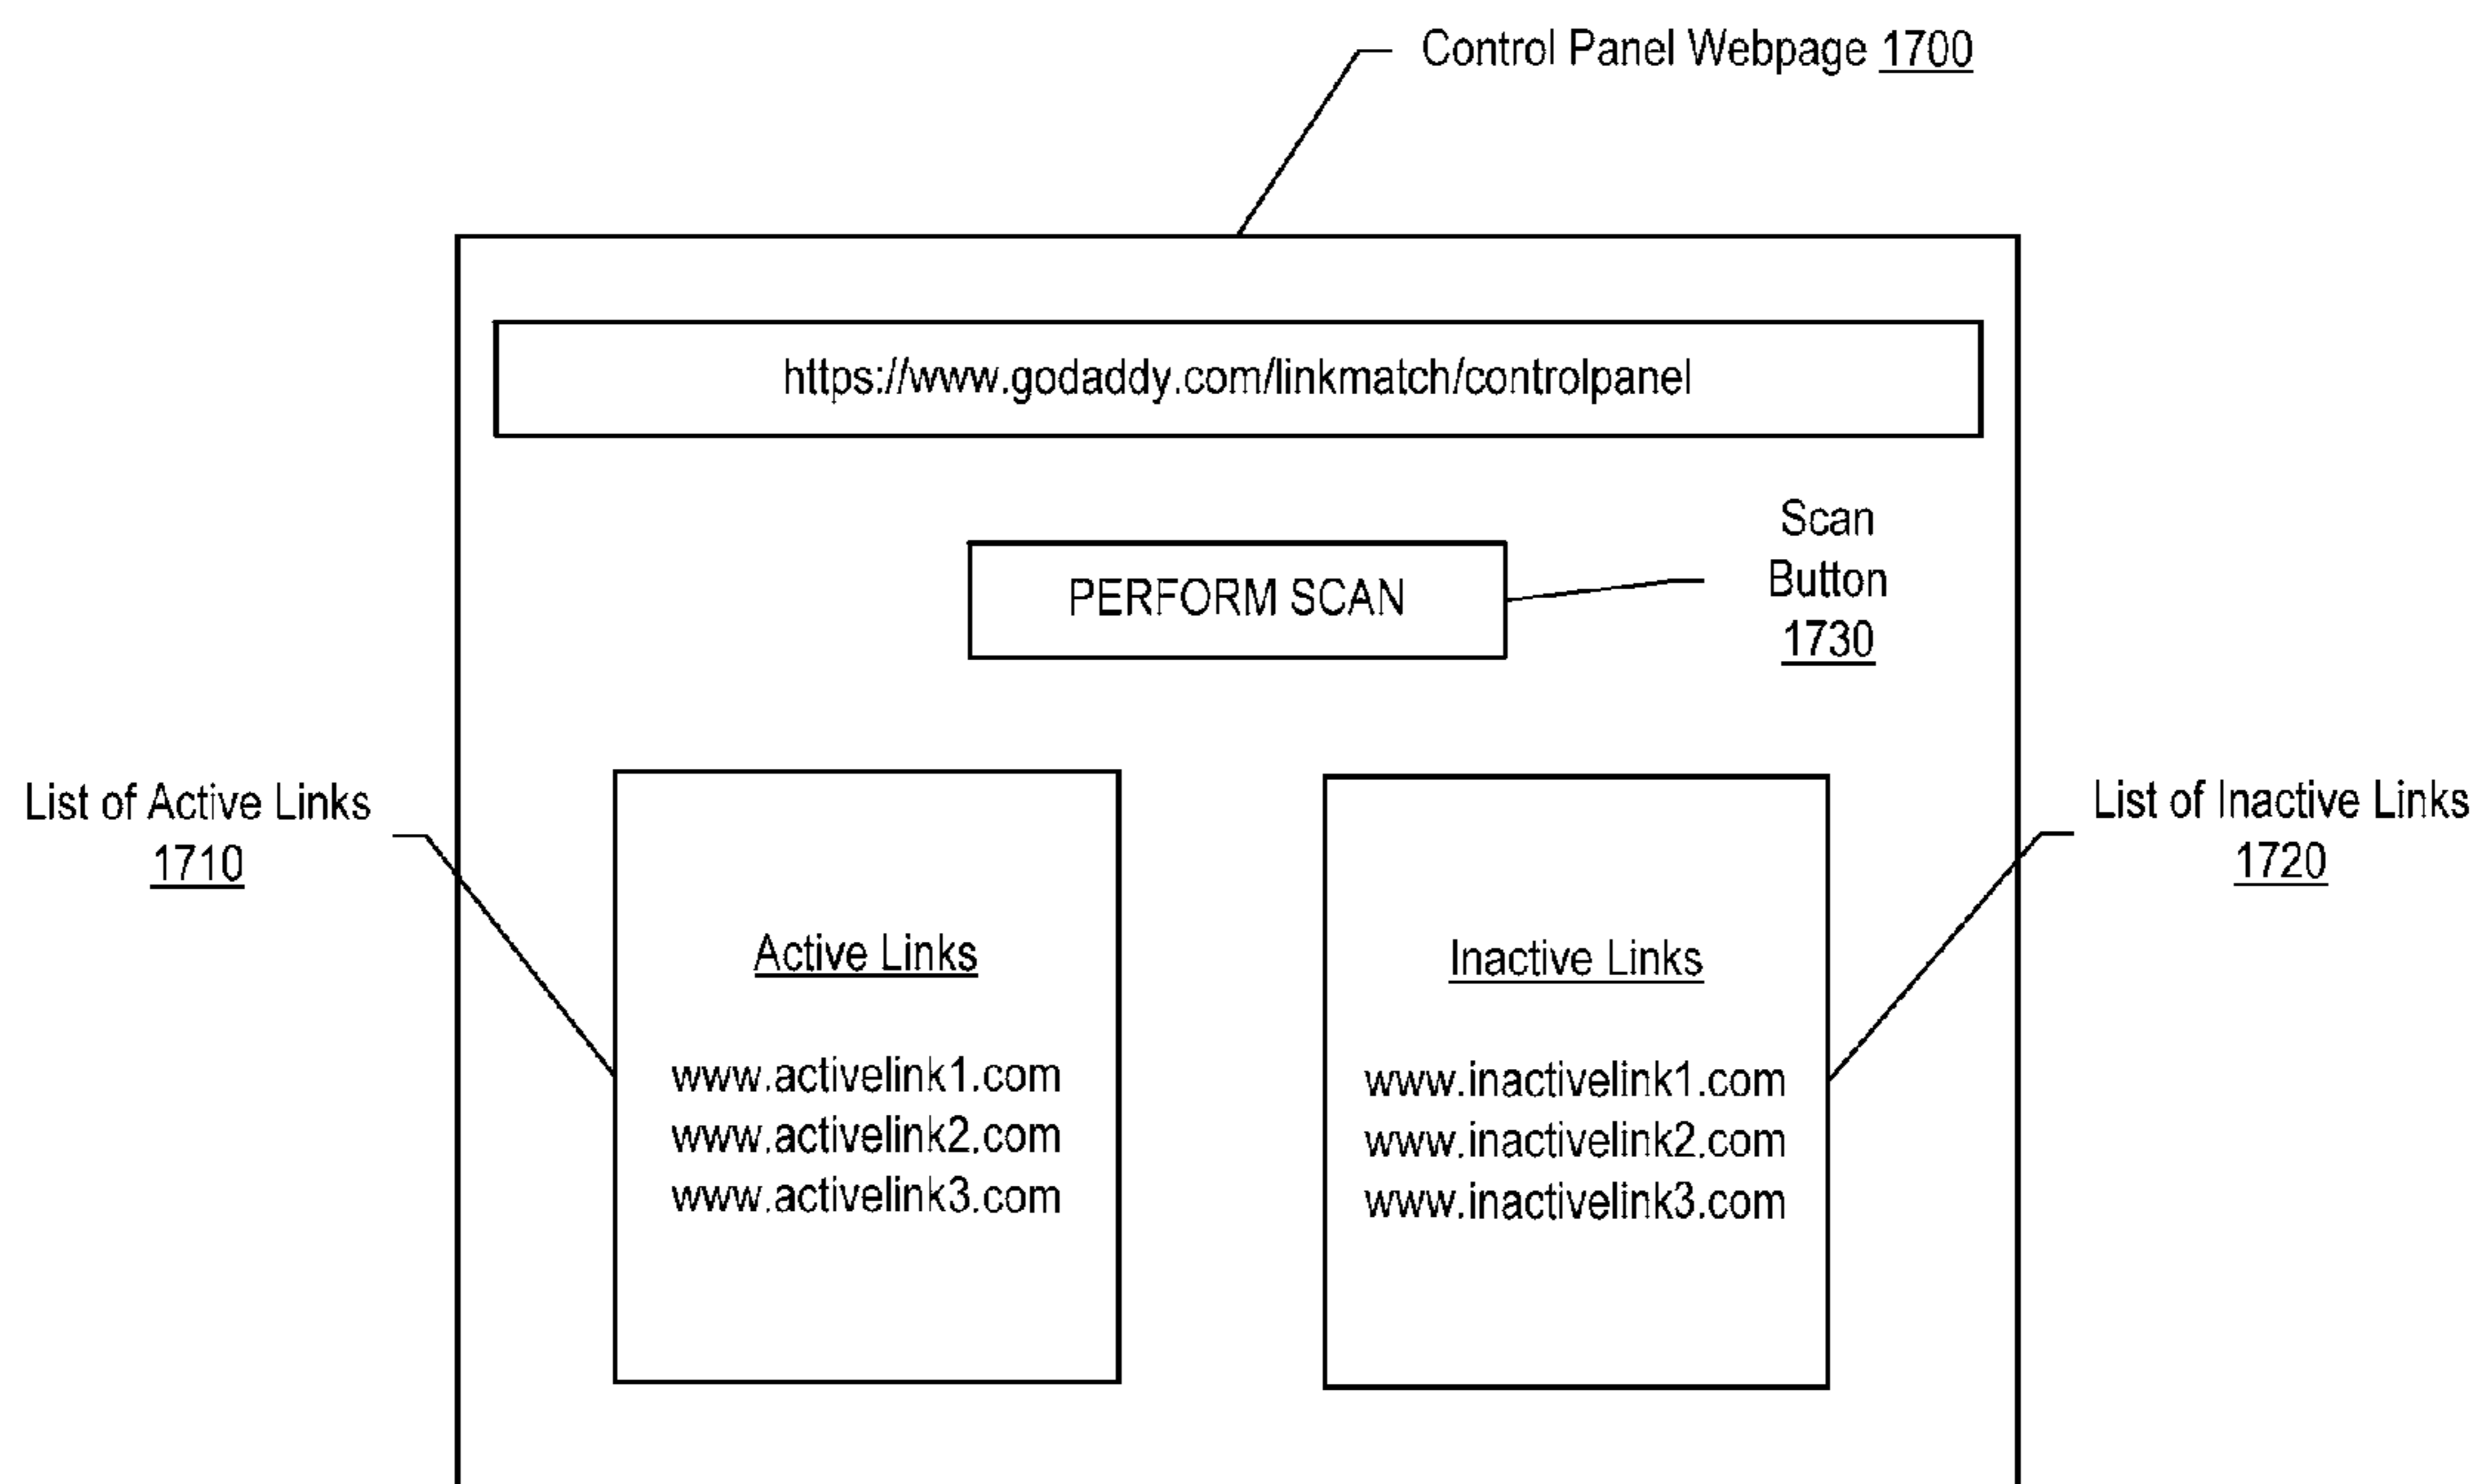 Control Panel Webpage 1700
https://www.godaddy.com/linkmatch/controlpanel
PERFORM SCAN
Scan
Button
1730
List of Active Links
1710
Active Links
www.activelink1.com
www.activelink2.com
www.activelink3.com
Inactive Links
www.inactivelink1.com
www.inactivelink2.com
www.inactivelink3.com
List of Inactive Links
1720